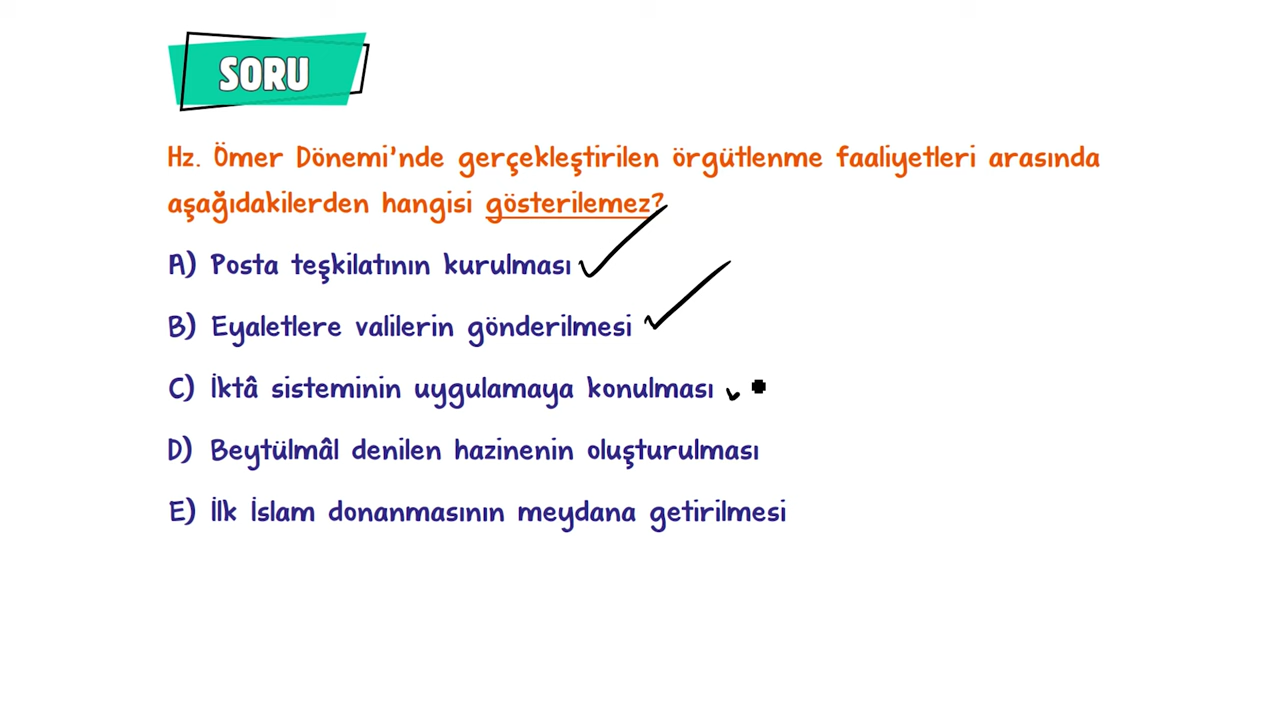 SORU
Hz. Ömer Dönemi'nde gerçekleştirilen örgütlenme faaliyetleri arasında
aşağıdakilerden hangisi gösterilemez?
A) Posta teşkilatının kurulması
B) Eyaletlere valilerin gönderilmesi
C) İktâ sisteminin uygulamaya konulması
D) Beytülmâl denilen hazinenin oluşturulması
E) İlk İslam donanmasının meydana getirilmesi